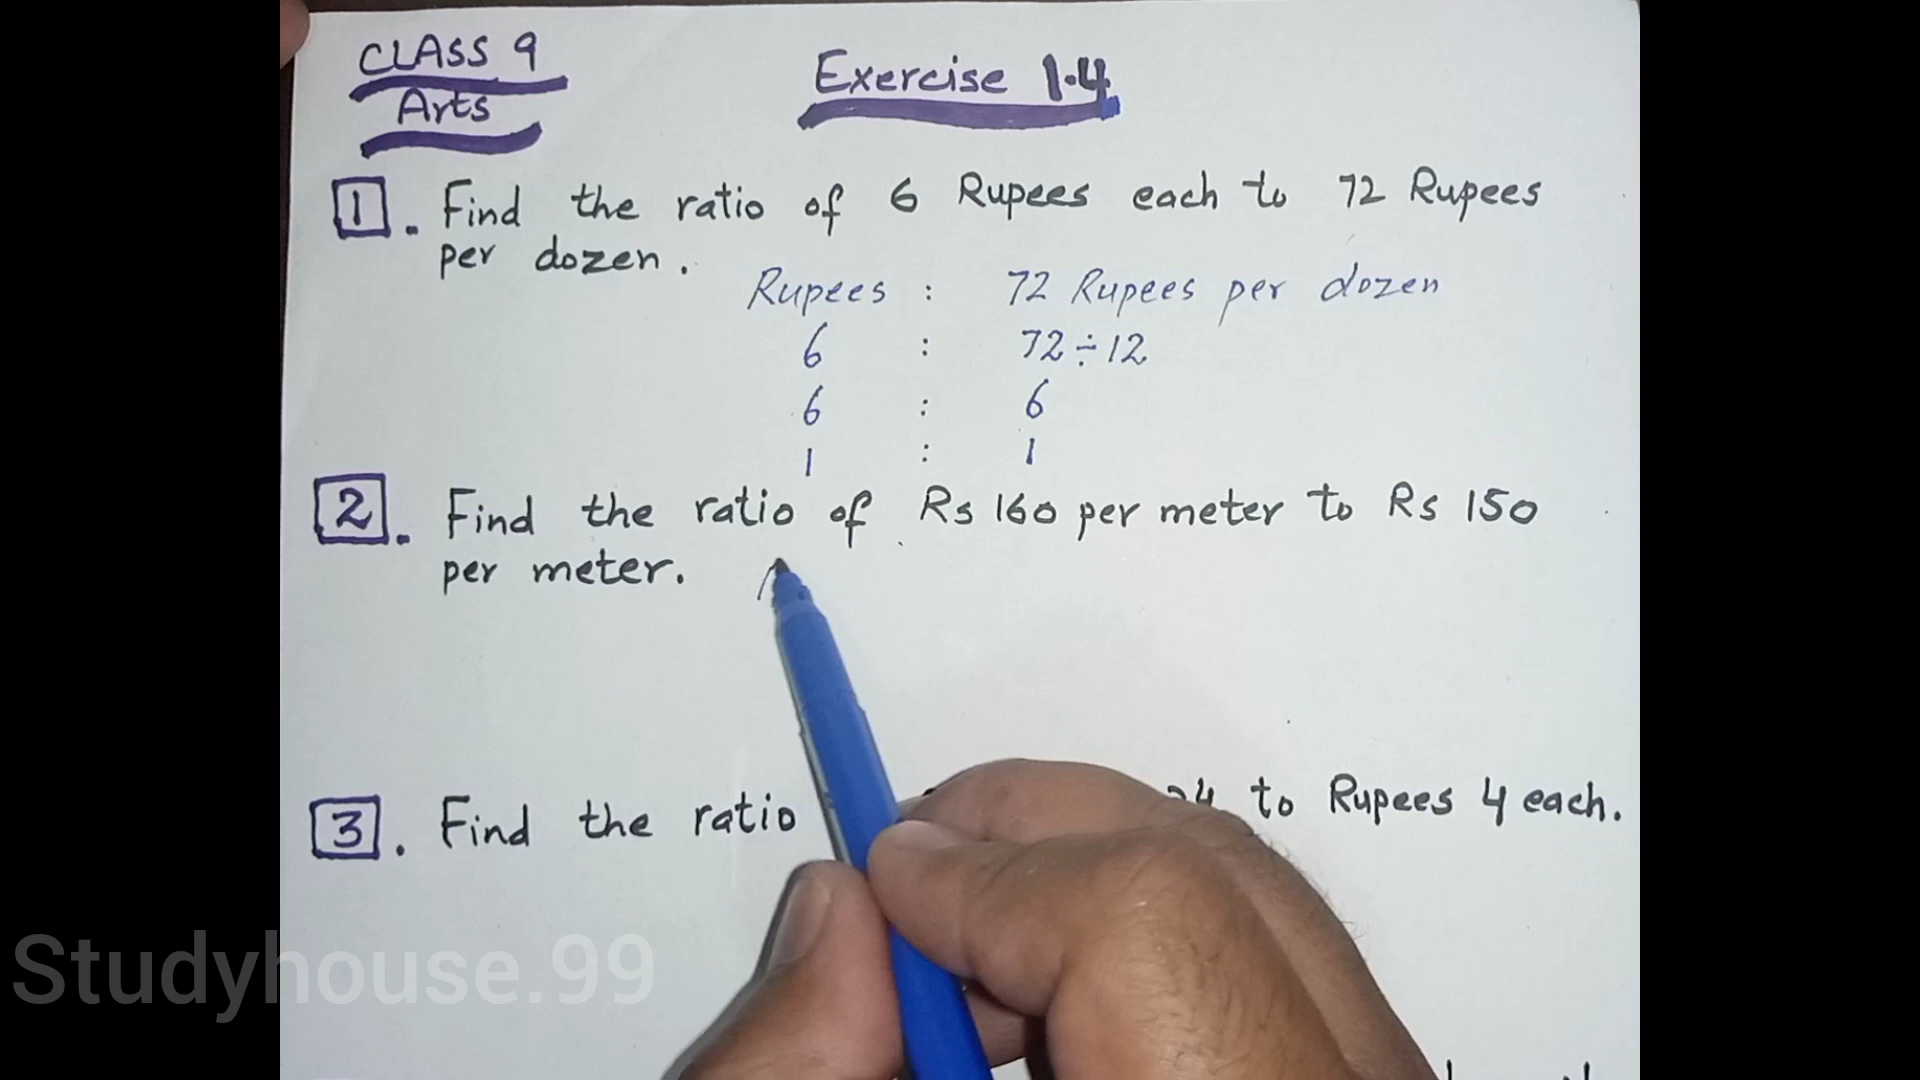 CLASS 9
Arts
Exercise 1.4
1. Find the ratio of 6 Rupees each to 72 Rupees
per dozen.
Rupees : 72 Rupees per dozen
6 : 72 ÷ 12
6 : 6
1 : 1
2. Find the ratio of Rs 160 per meter to Rs 150
per meter.
3. Find the ratio to Rupees 4 each.
Studyhouse.99